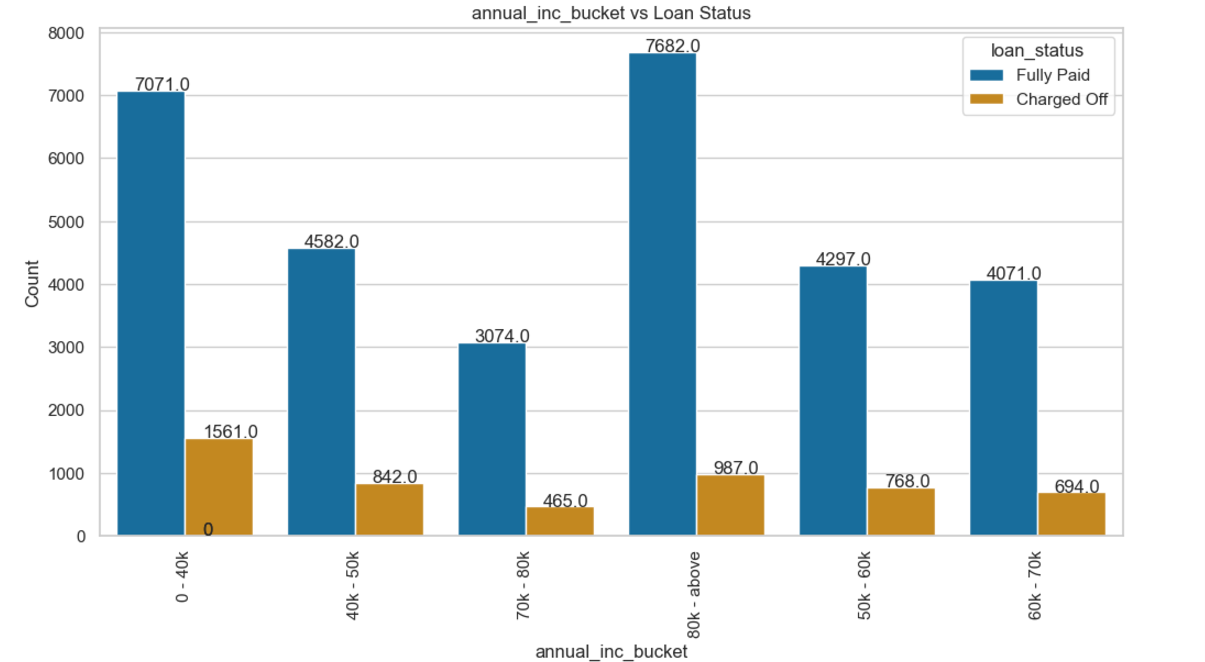 annual_inc_bucket vs Loan Status
8000
7000
6000
5000
4000
3000
2000
1000
0
Count
7071.0
1561.0
0
4582.0
842.0
3074.0
465.0
7682.0
987.0
4297.0
768.0
4071.0
694.0
loan_status
Fully Paid
Charged Off
0 - 40k
40k - 50k
70k - 80k
80k - above
50k - 60k
60k - 70k
annual_inc_bucket